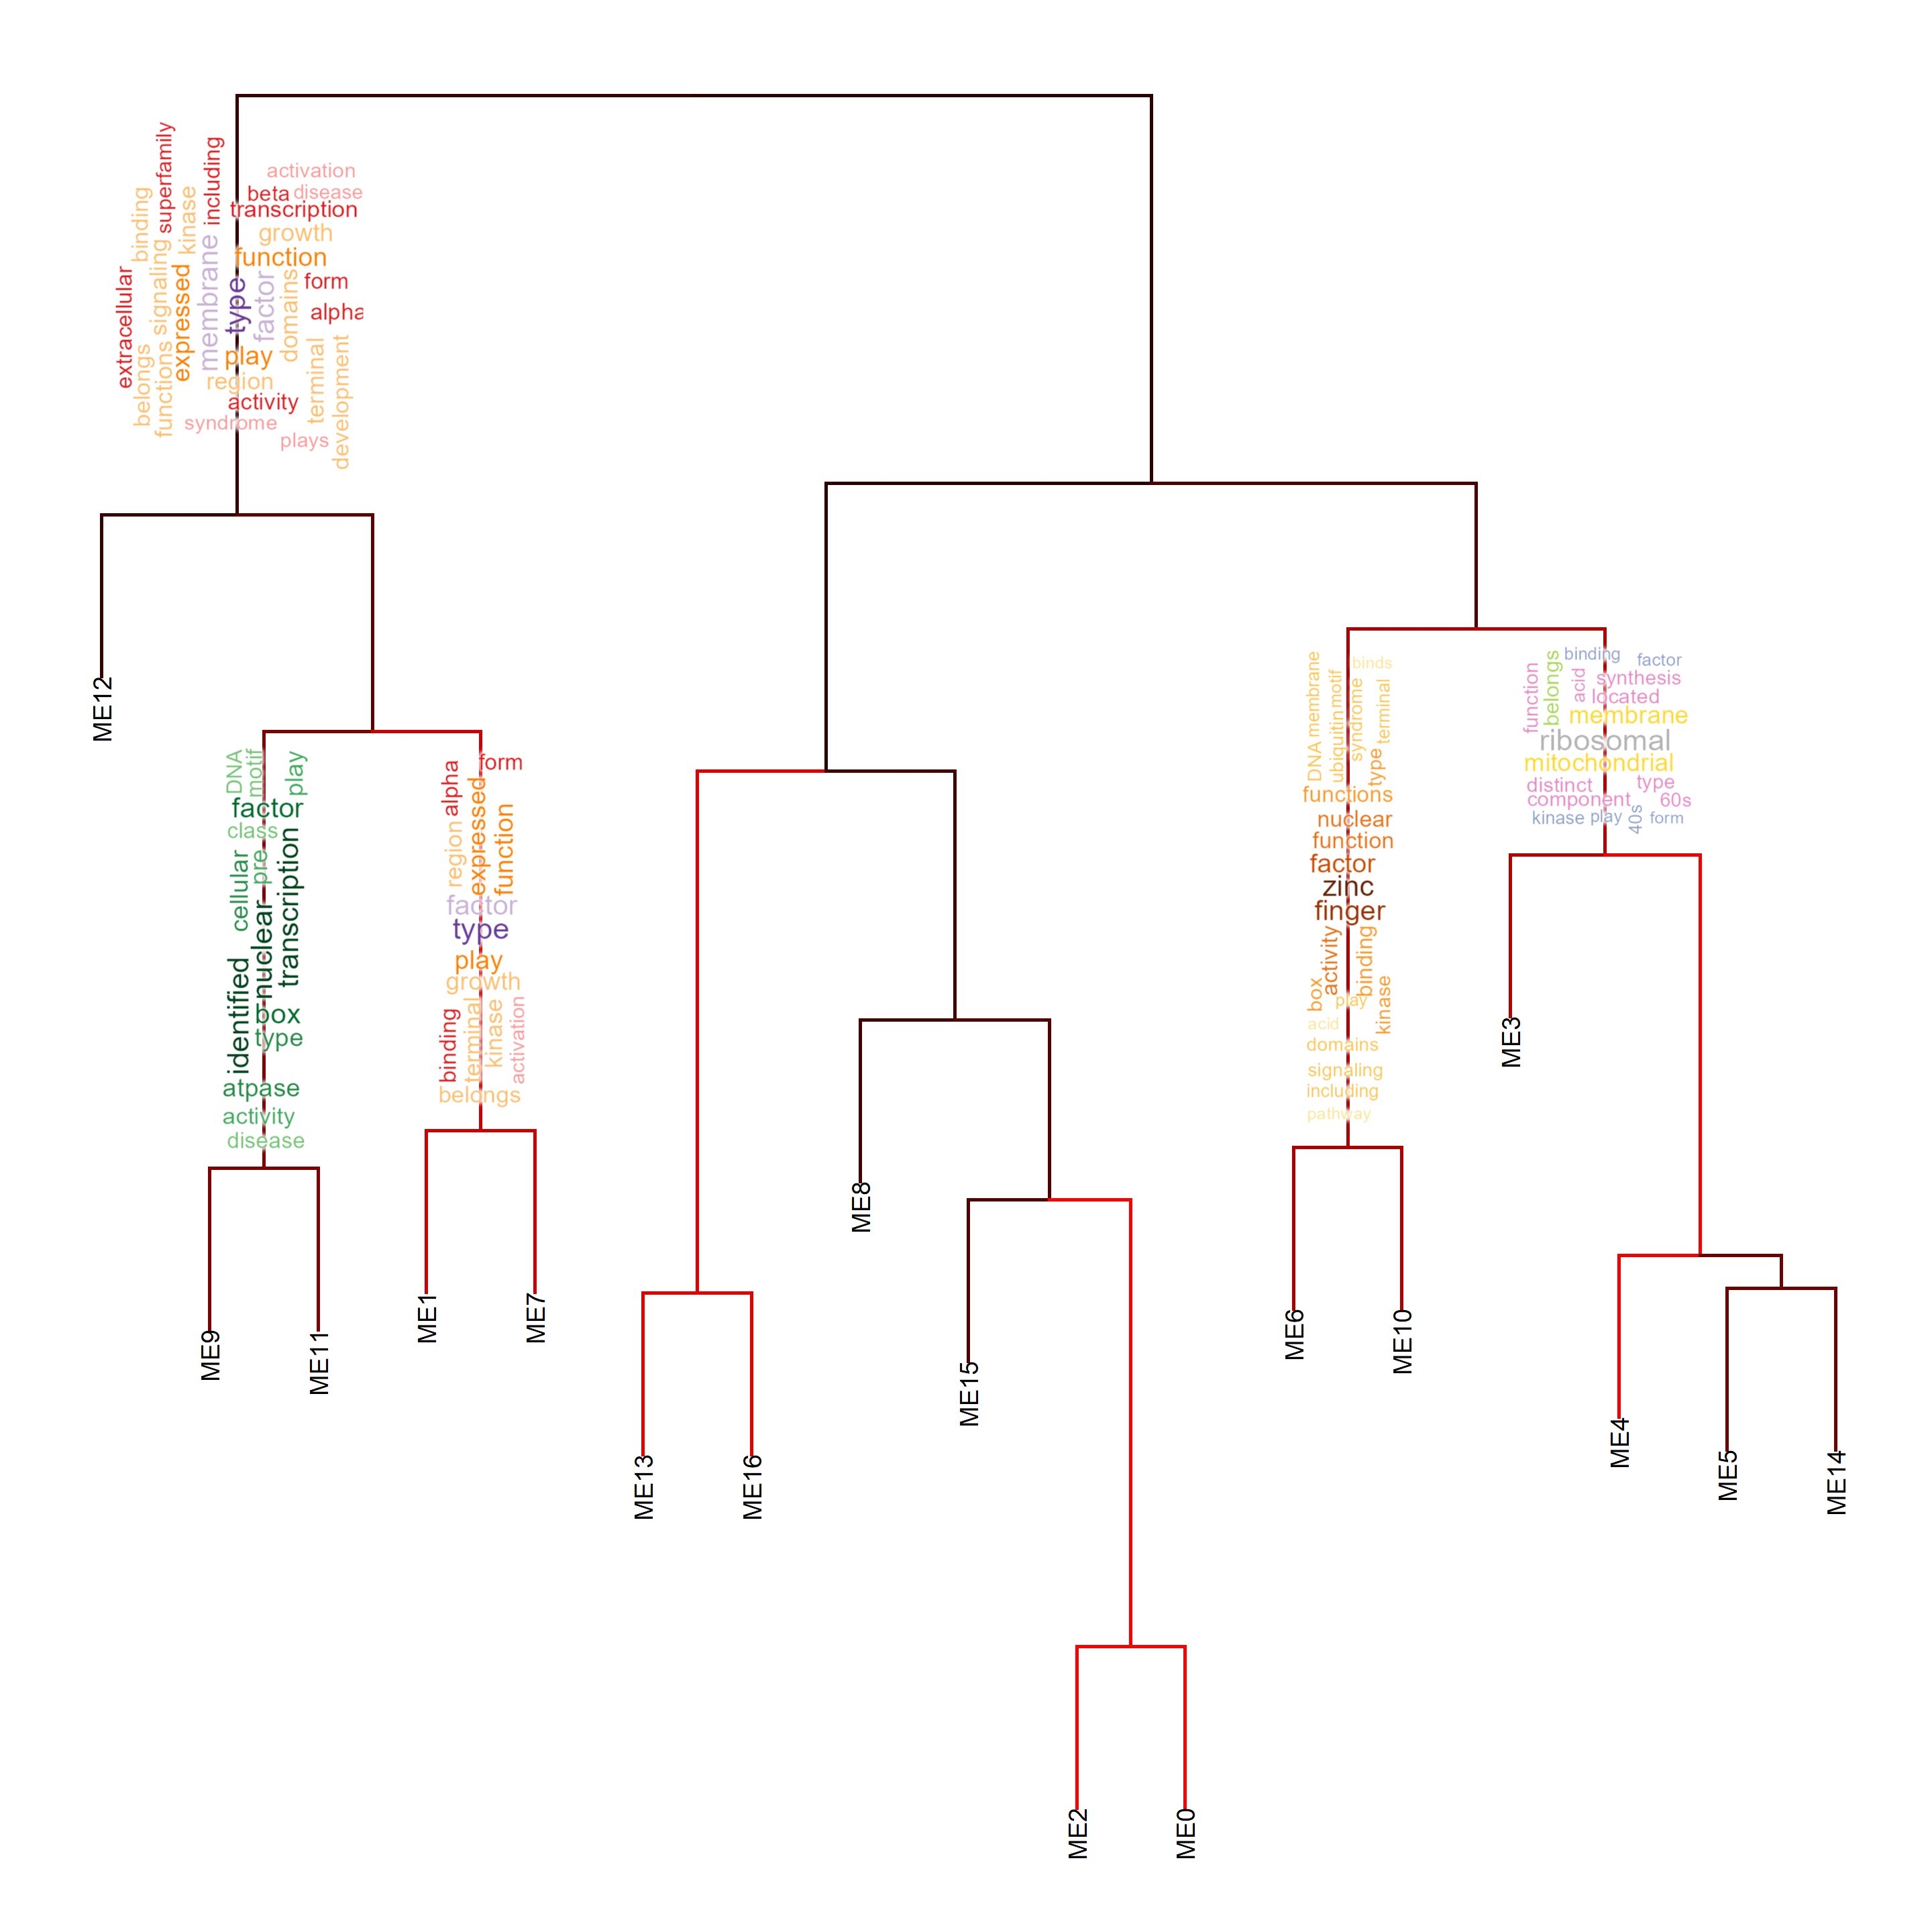 superfamily
including
activation
binding
kinase
beta
disease
transcription
growth
function
extracellular
signaling
expressed
membrane
type
factor
domains
form
alpha
belongs
functions
play
region
terminal
development
activity
syndrome
plays
ME12
DNA
motif
play
factor
class
cellular
pre
transcription
identified
nuclear
box
type
atpase
activity
disease
ME9
ME11
form
alpha
expressed
region
function
factor
type
play
growth
binding
terminal
kinase
activation
belongs
ME1
ME7
ME13
ME16
ME8
ME15
ME2
ME0
membrane
binds
motif
syndrome
terminal
DNA
ubiquitin
type
functions
nuclear
function
factor
zinc
finger
activity
binding
box
play
kinase
acid
domains
signaling
including
pathway
ME6
ME10
binding
factor
function
belongs
acid
synthesis
located
membrane
ribosomal
mitochondrial
distinct
type
component
60s
kinase
play
40s
form
ME3
ME4
ME5
ME14